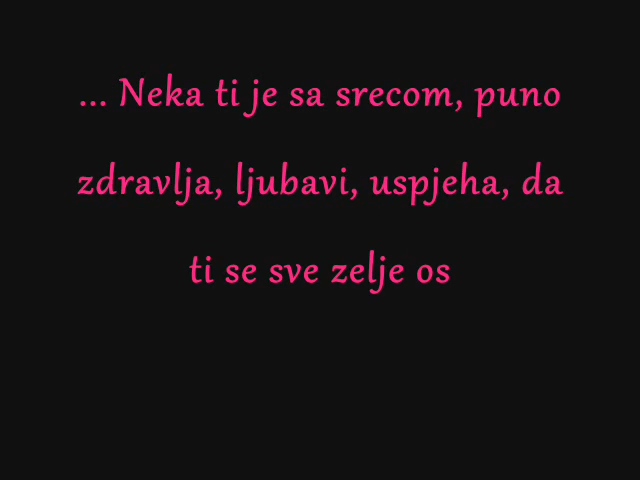 ... Neka ti je sa srecom, puno
zdravlja, ljubavi, uspjeha, da
ti se sve zelje os